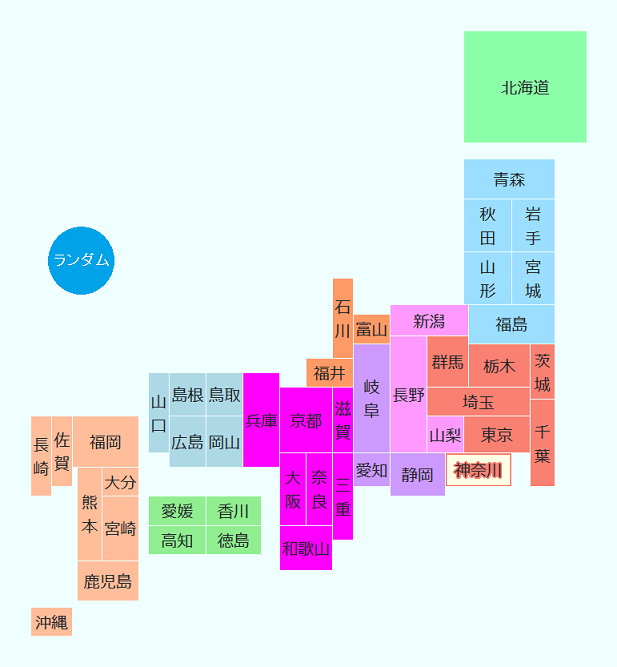 北海道
青森
秋田
岩手
山形
宮城
ランダム
石川
富山
新潟
福島
福井
岐阜
長野
群馬
栃木
茨城
埼玉
山梨
東京
千葉
山口
島根
鳥取
兵庫
京都
滋賀
広島
岡山
長崎
佐賀
福岡
大分
熊本
宮崎
鹿児島
沖縄
愛媛
香川
高知
徳島
大阪
奈良
三重
和歌山
愛知
静岡
神奈川